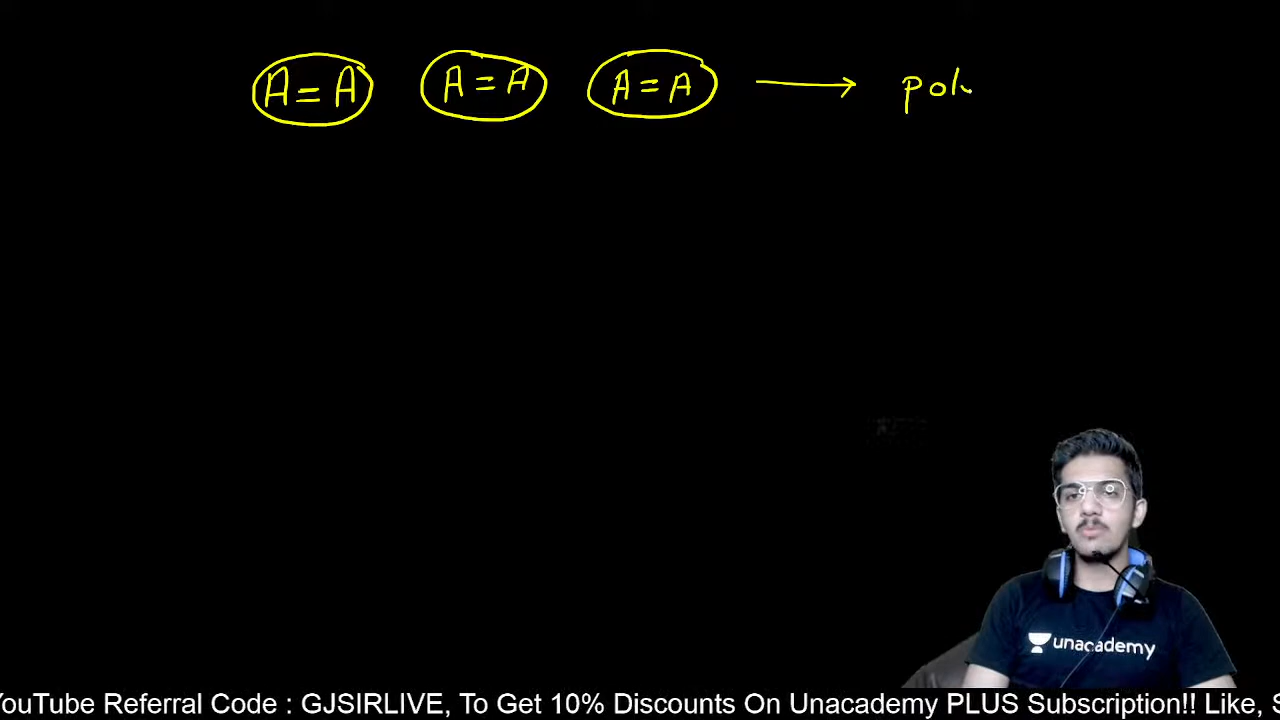 A = A A = A A = A → pol
unacademy
YouTube Referral Code : GJSIRLIVE, To Get 10% Discounts On Unacademy PLUS Subscription!! Like, S